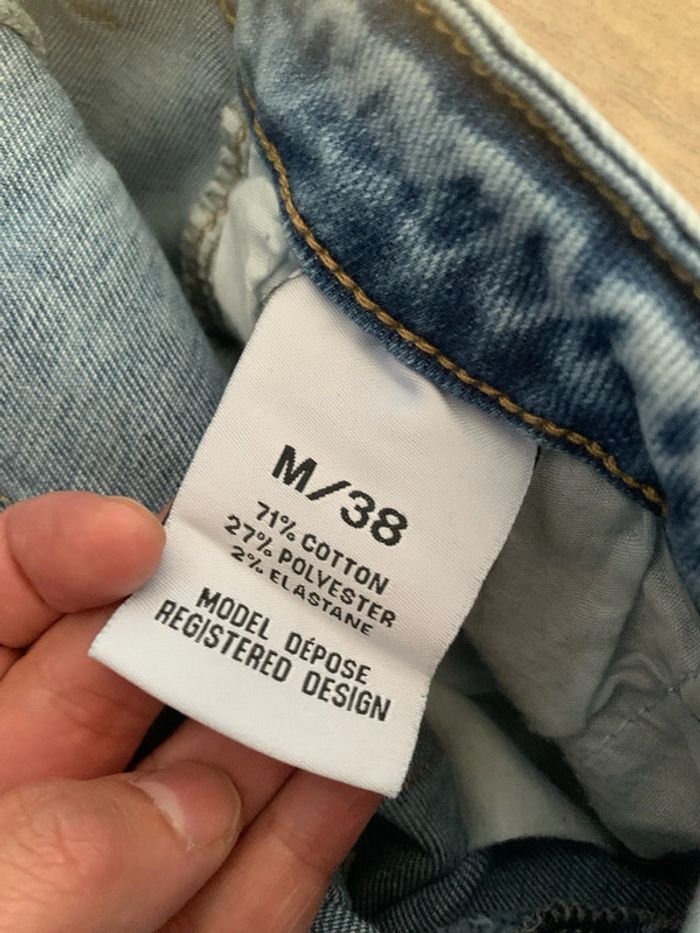 M/38
71% COTTON
27% POLYESTER
2% ELASTANE
MODEL DÉPOSE
REGISTERED DESIGN